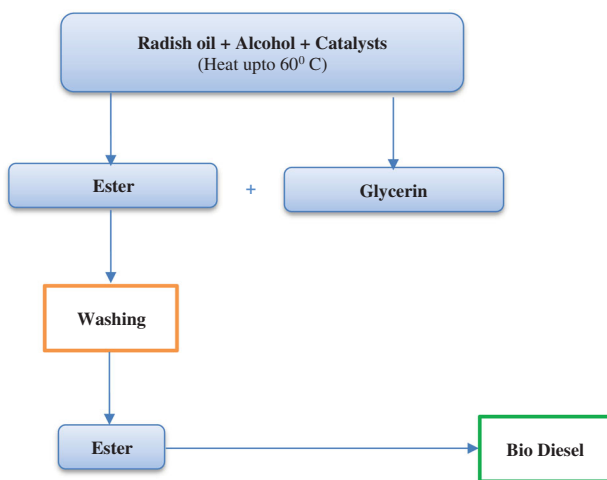 Radish oil + Alcohol + Catalysts
(Heat upto 60⁰ C)
Ester
+
Glycerin
Washing
Ester
Bio Diesel